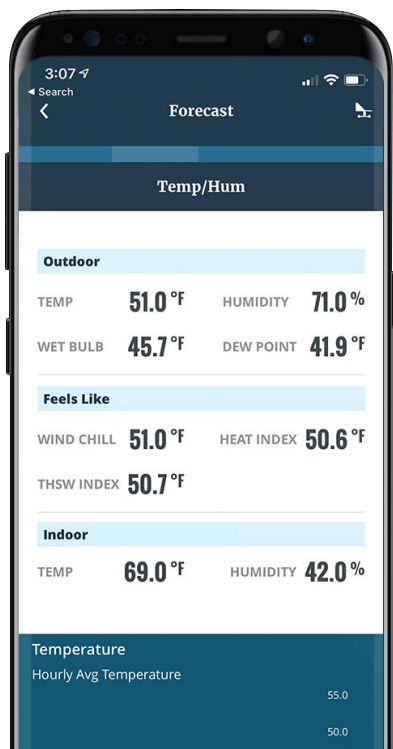 3:07
◂ Search
Forecast
Temp/Hum
Outdoor
TEMP 51.0 °F HUMIDITY 71.0 %
WET BULB 45.7 °F DEW POINT 41.9 °F
Feels Like
WIND CHILL 51.0 °F HEAT INDEX 50.6 °F
THSW INDEX 50.7 °F
Indoor
TEMP 69.0 °F HUMIDITY 42.0 %
Temperature
Hourly Avg Temperature
55.0
50.0